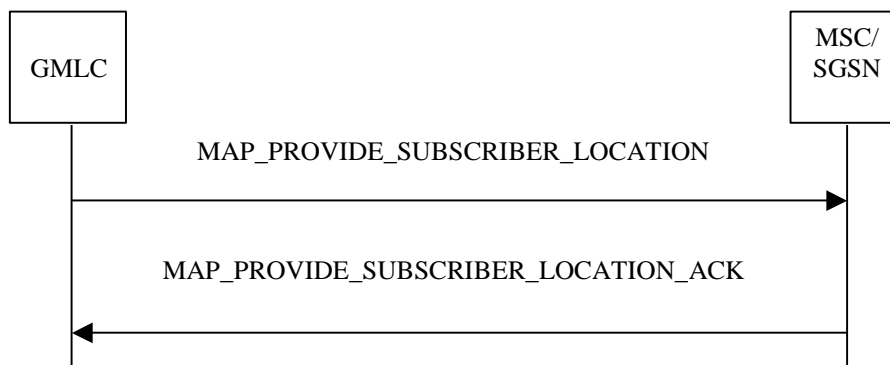 GMLC
MSC/
SGSN
MAP_PROVIDE_SUBSCRIBER_LOCATION
MAP_PROVIDE_SUBSCRIBER_LOCATION_ACK